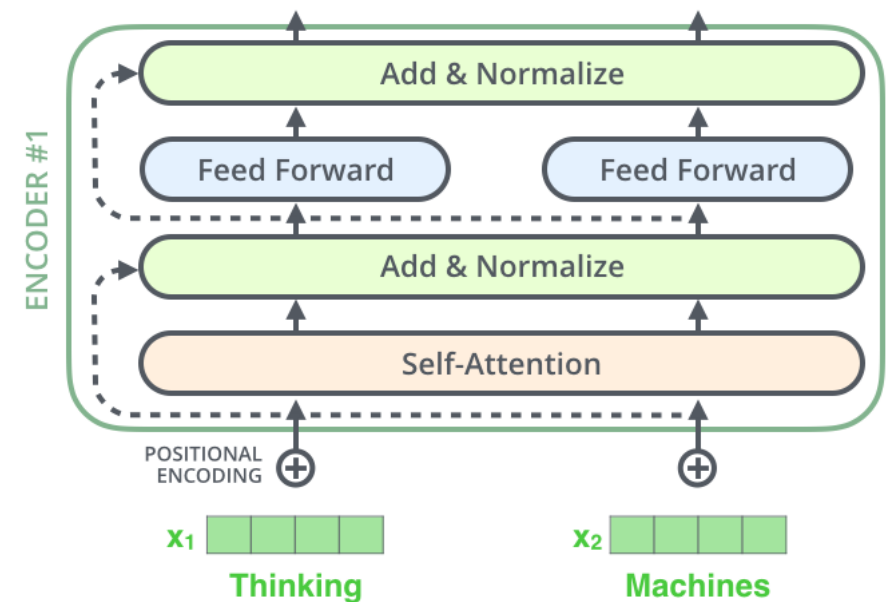 ENCODER #1
Add & Normalize
Feed Forward
Feed Forward
Add & Normalize
Self-Attention
POSITIONAL
ENCODING
x₁
x₂
Thinking
Machines